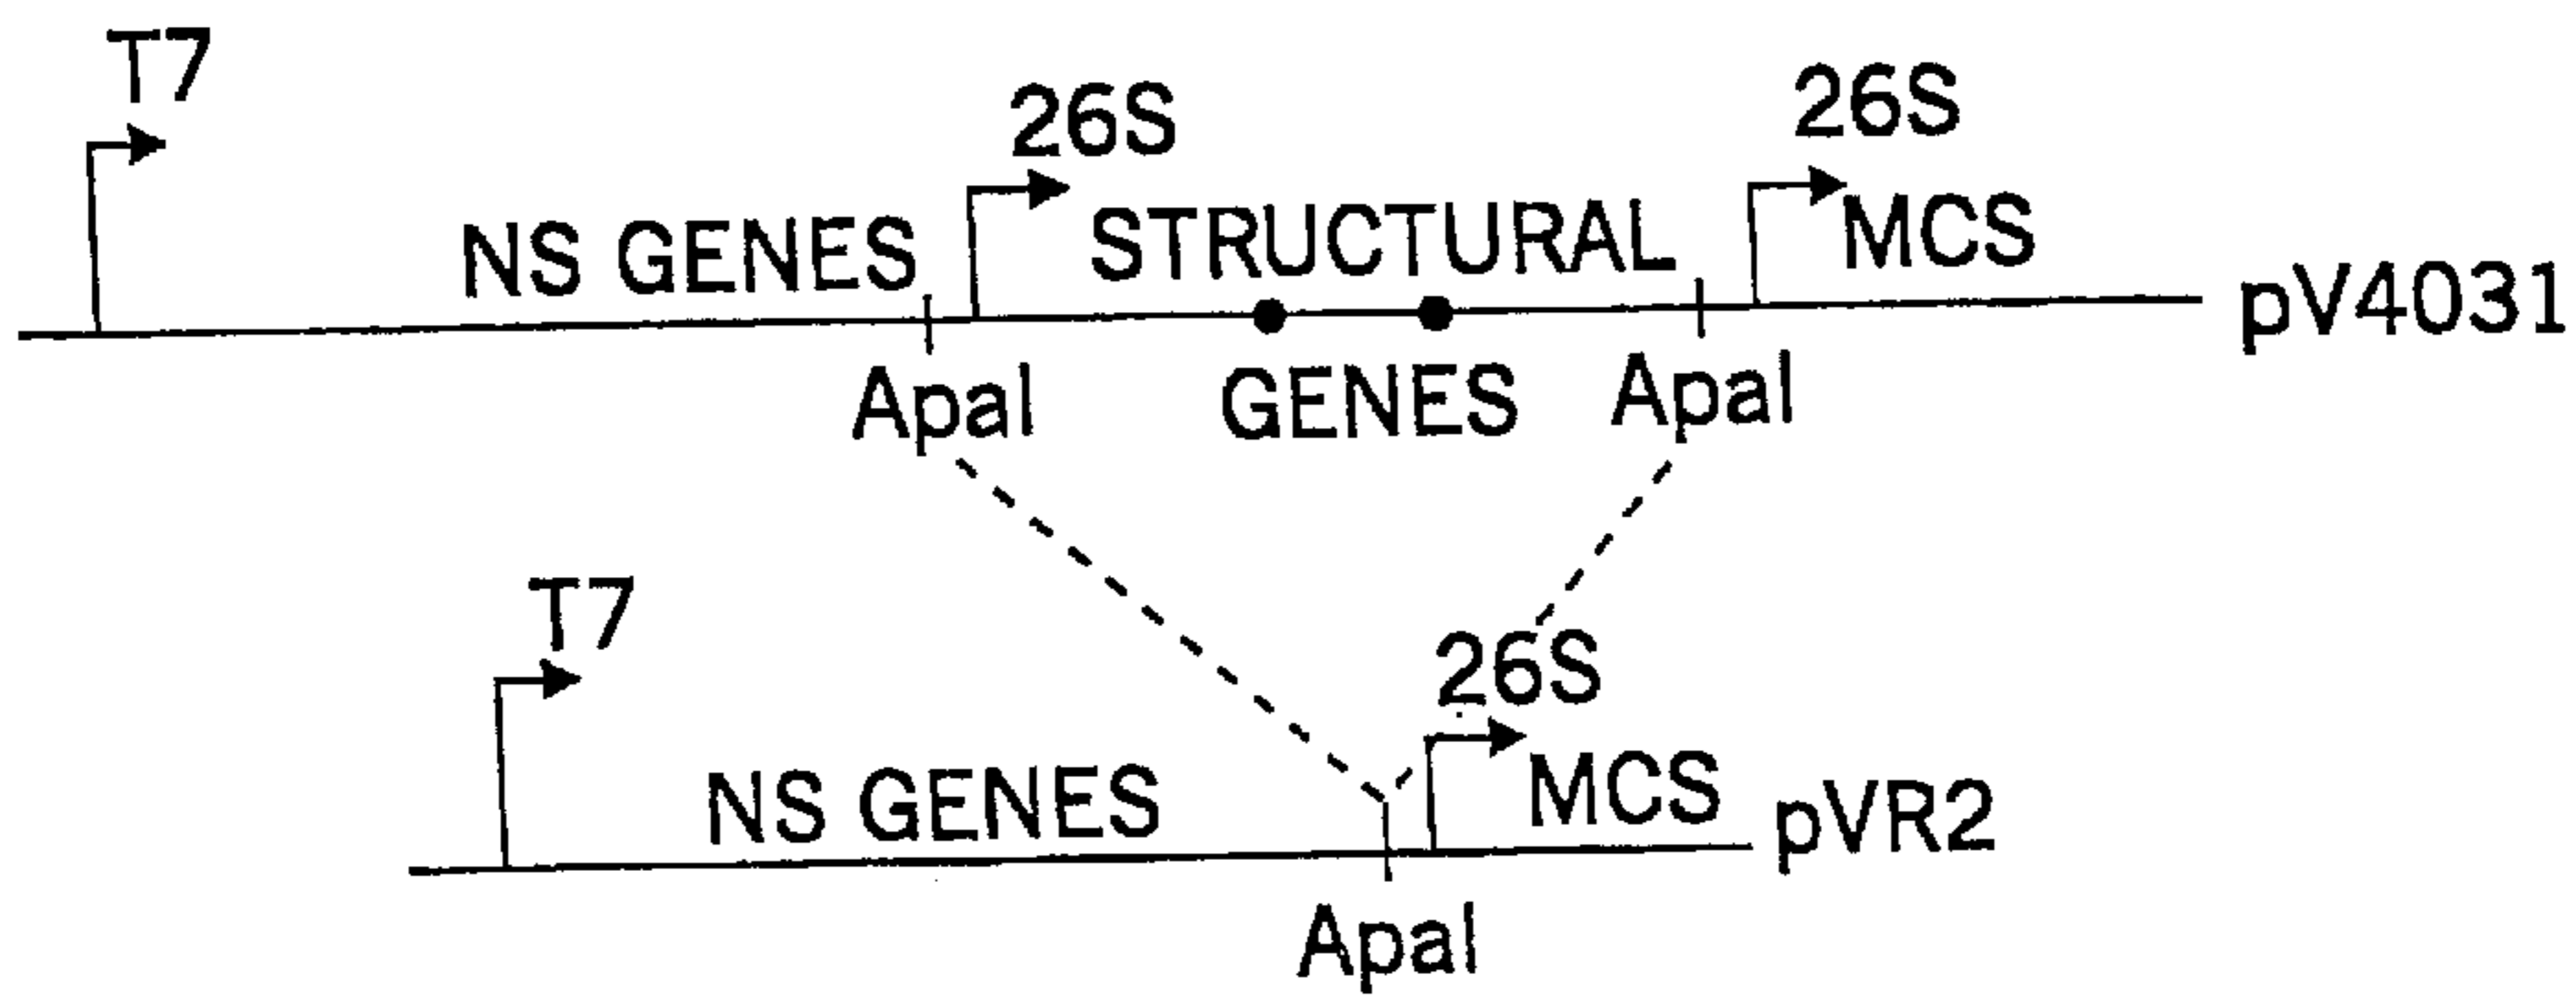 T7
26S
26S
NS GENES
STRUCTURAL
MCS
pV4031
ApaI
GENES
ApaI
T7
26S
NS GENES
MCS
pVR2
ApaI